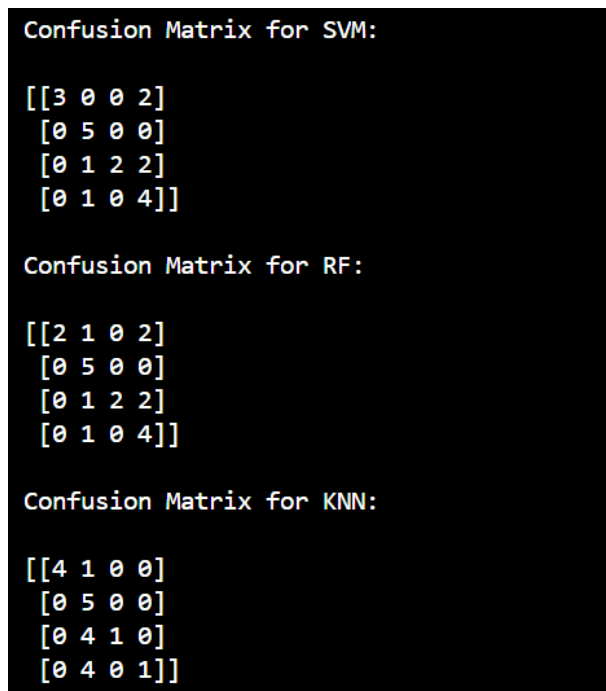 Confusion Matrix for SVM:
[[3 0 0 2]
[0 5 0 0]
[0 1 2 2]
[0 1 0 4]]
Confusion Matrix for RF:
[[2 1 0 2]
[0 5 0 0]
[0 1 2 2]
[0 1 0 4]]
Confusion Matrix for KNN:
[[4 1 0 0]
[0 5 0 0]
[0 4 1 0]
[0 4 0 1]]